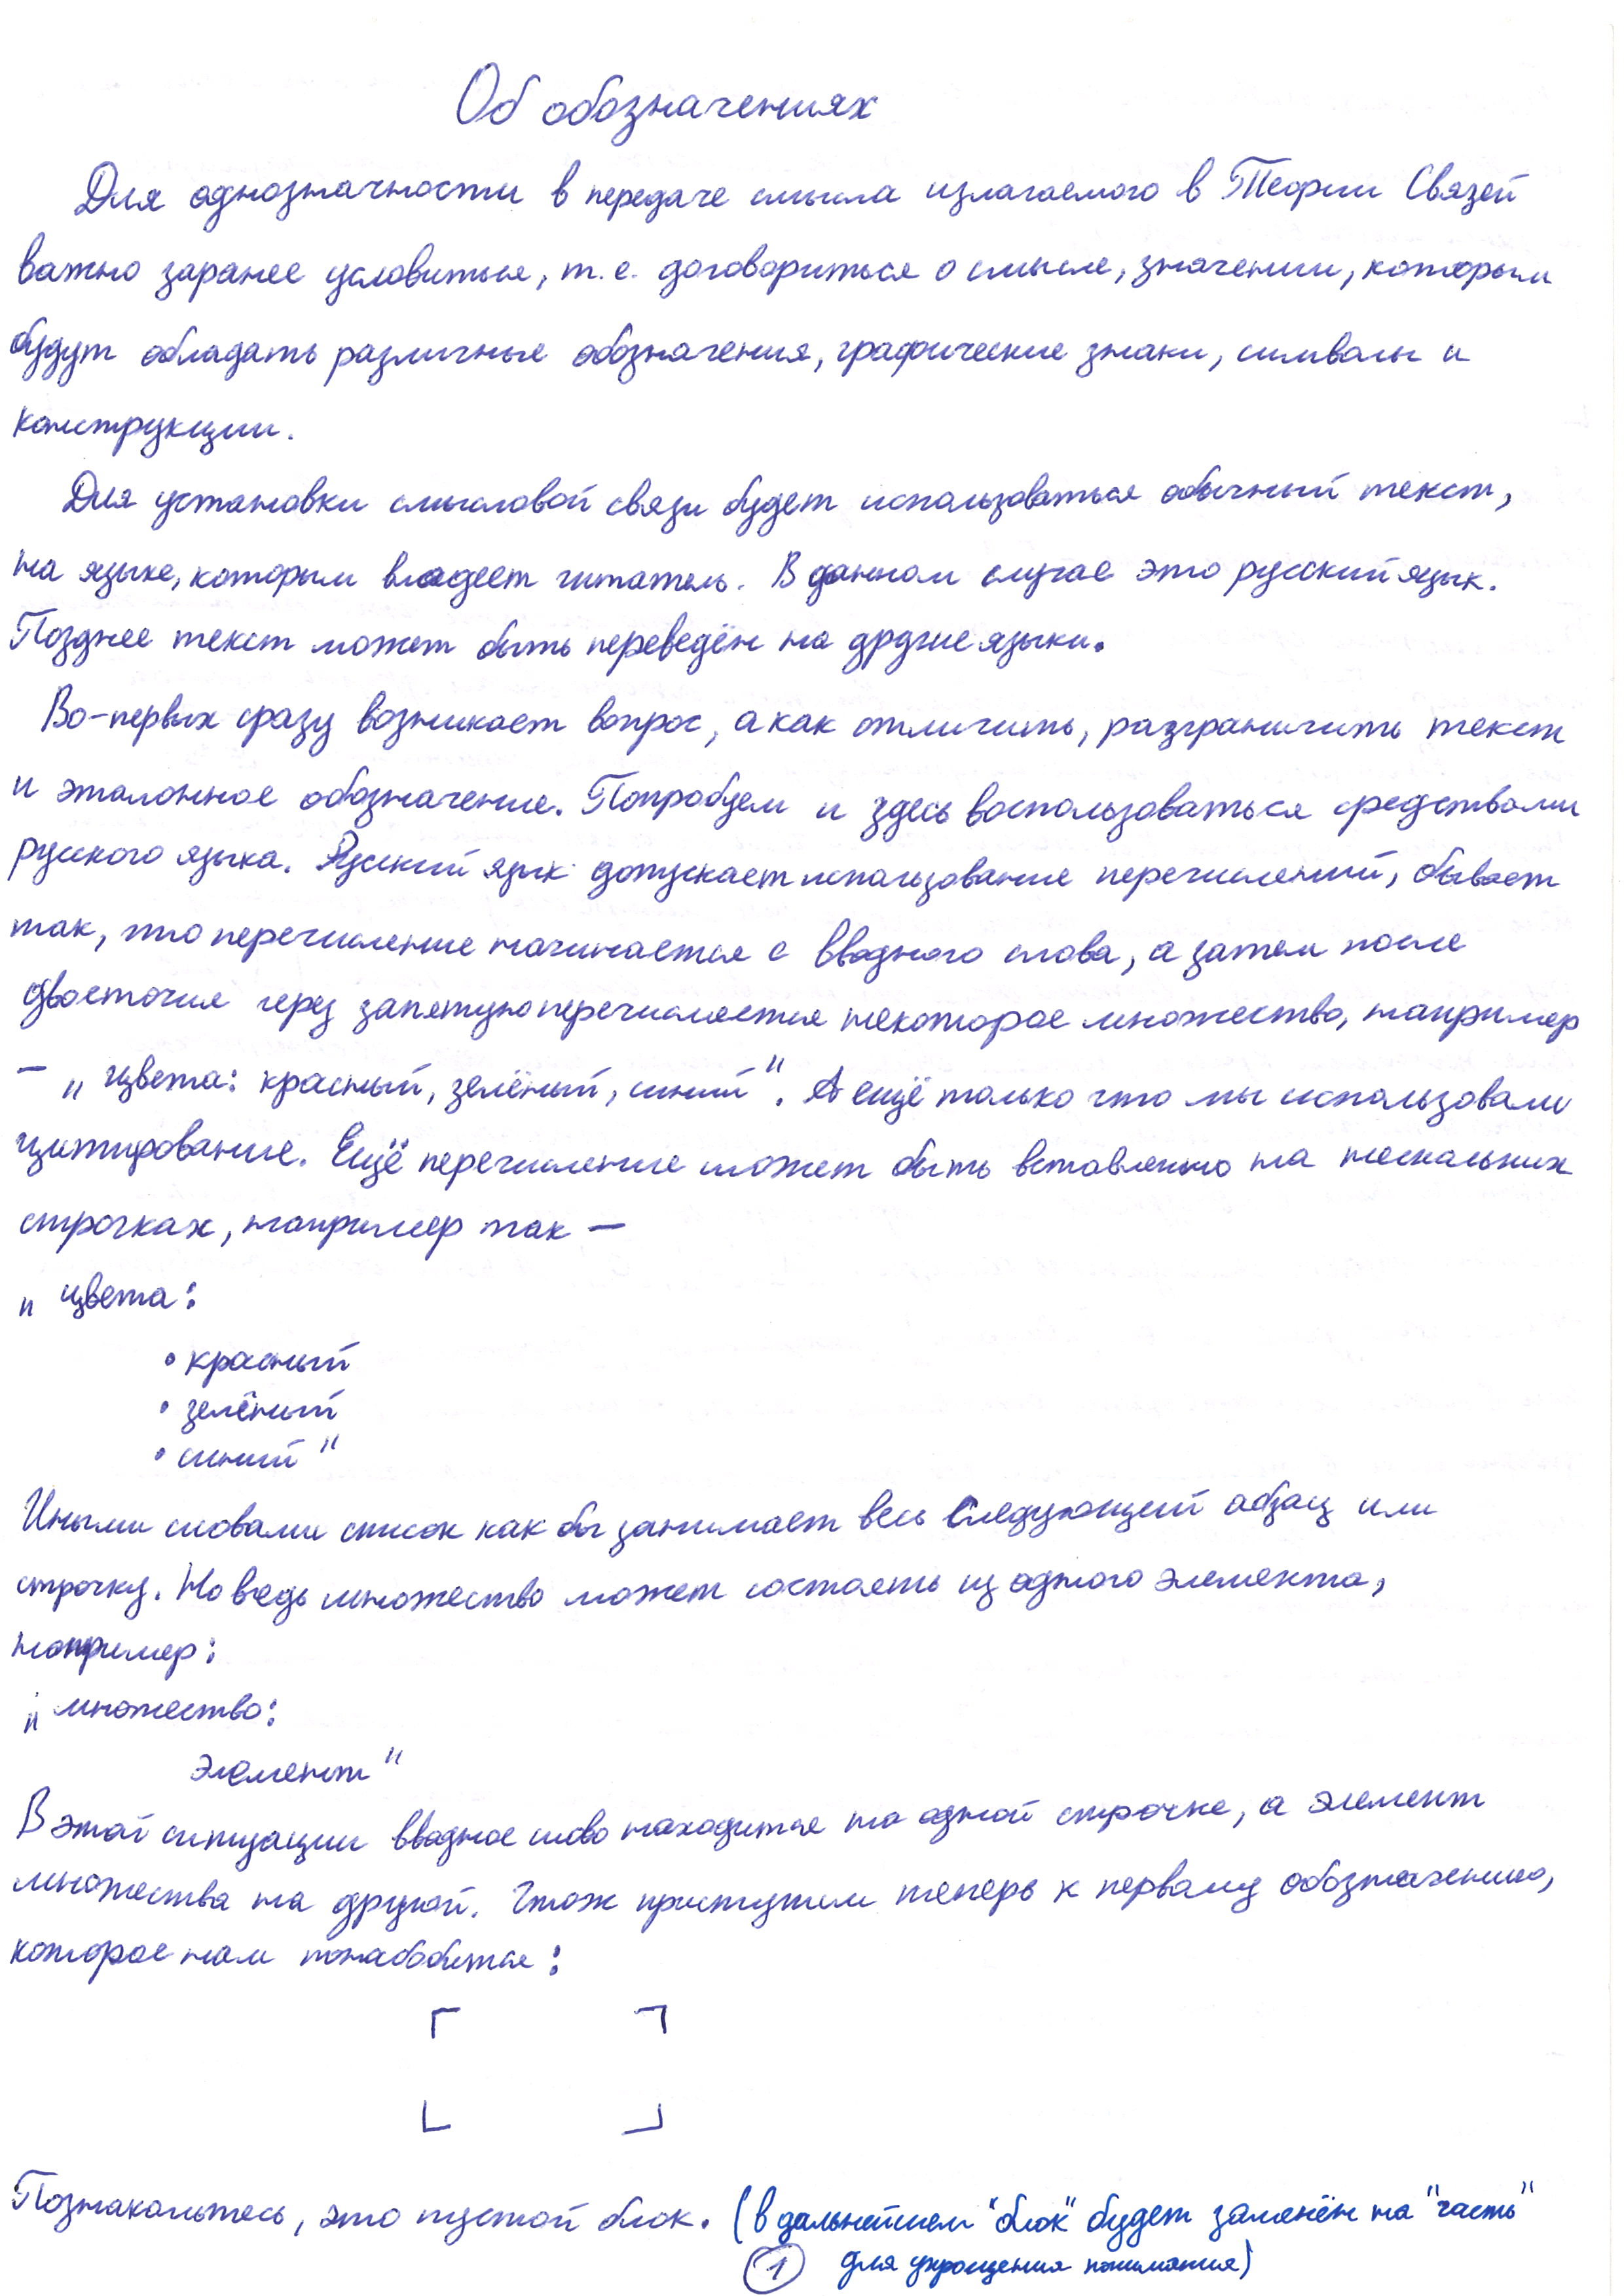 Об обозначениях
Для однозначности в передаче смысла излагаемого в Теории Связей
важно заранее условиться, т.е. договориться о смысле, значении, которым
будут обладать различные обозначения, графические знаки, символы и
конструкции.
Для установки смысловой связи будет использоваться обычный текст,
на языке, которым владеет читатель. В данном случае это русский язык.
Позднее текст может быть переведён на другие языки.
Во-первых сразу возникает вопрос, а как отличить, разграничить текст
и эталонное обозначение. Попробуем и здесь воспользоваться средствами
русского языка. Русский язык допускает использование перечислений, бывает
так, что перечисление начинается с вводного слова, а затем после
двоеточия через запятую перечисляется некоторое множество, например
– „цвета: красный, зелёный, синий". А ещё только что мы использовали
цитирование. Ещё перечисление может быть вставленно на нескольких
строчках, например так –
„цвета:
• красный
• зелёный
• синий"
Иными словами список как бы занимает весь следующий абзац или
строчку. Но ведь множество может состоять из одного элемента,
например:
„множество:
элемент"
В этой ситуации вводное слово находится на одной строчке, а элемент
множества на другой. Чтож приступим теперь к первому обозначению,
которое нам понадобится:
Познакомьтесь, это пустой блок. (в дальнейшем "блок" будет заменён на "часть"
для упрощения понимания)
1